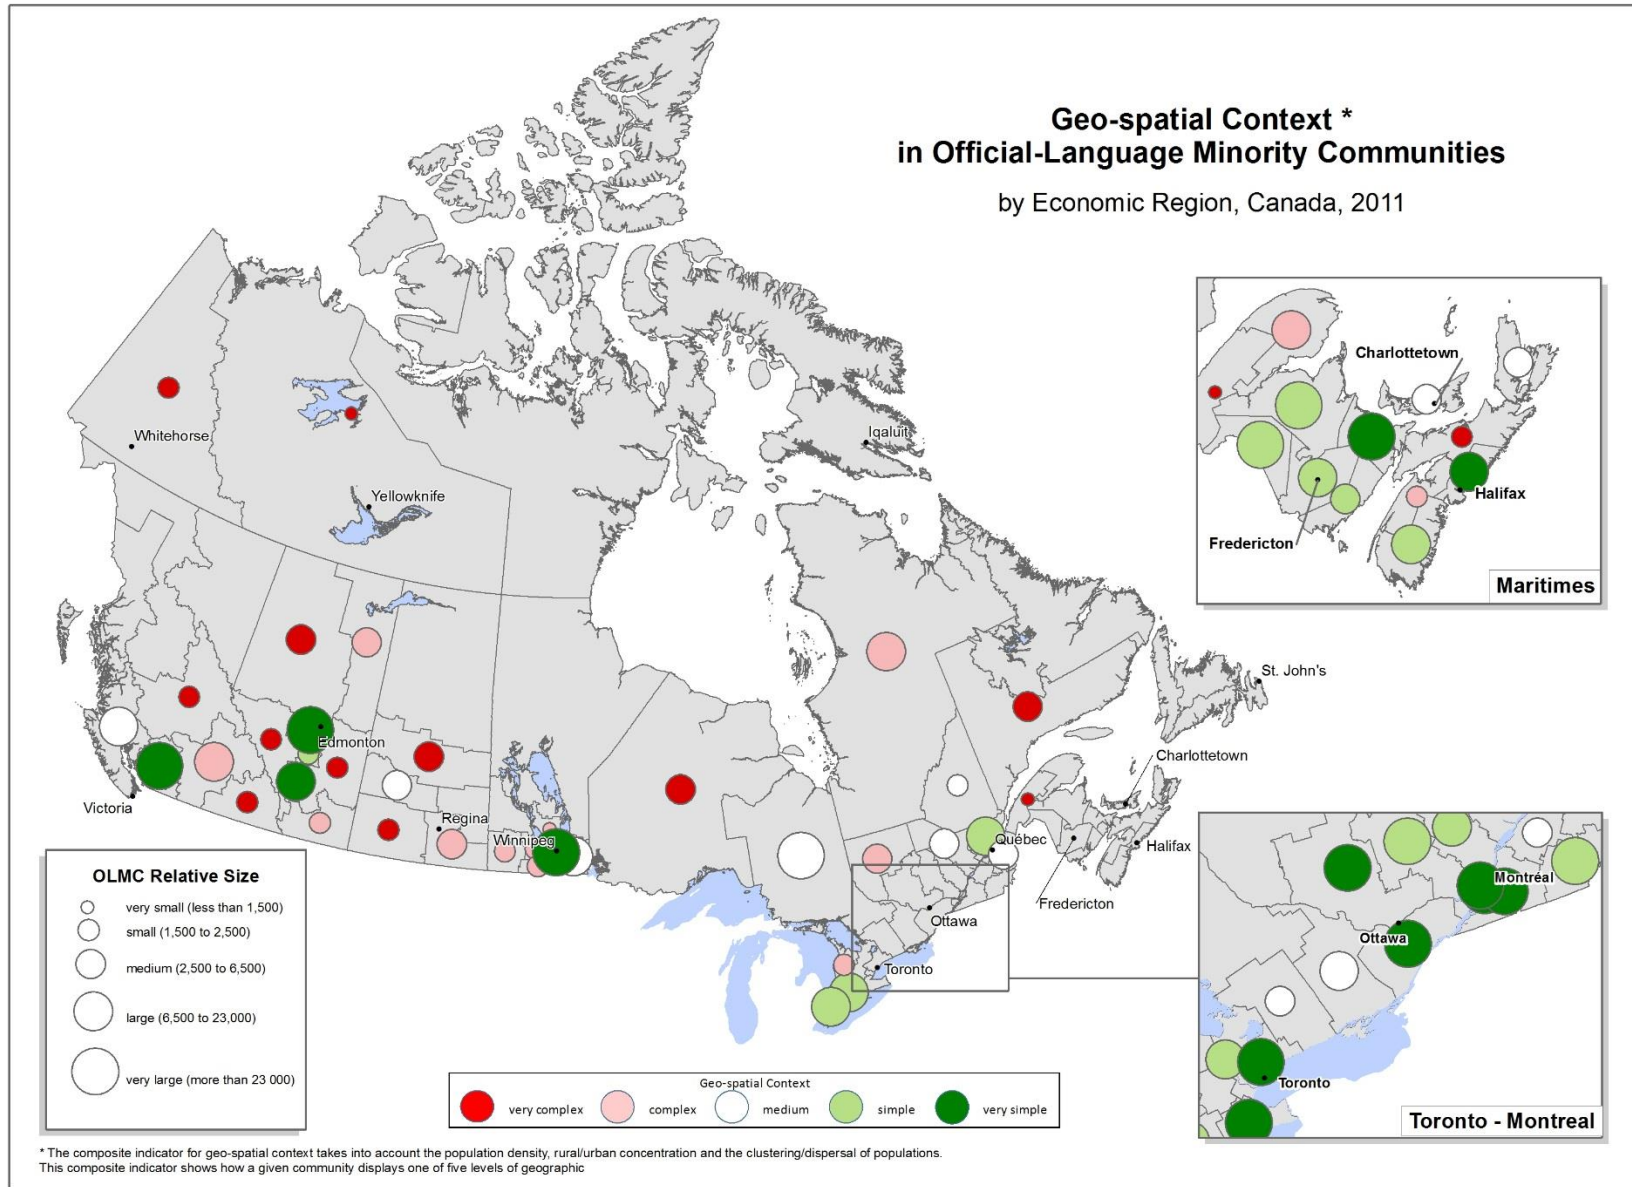 Geo-spatial Context *
in Official-Language Minority Communities
by Economic Region, Canada, 2011
Whitehorse
Yellowknife
Iqaluit
Edmonton
Victoria
Regina
Winnipeg
Québec
Ottawa
Toronto
Fredericton
Charlottetown
Halifax
St. John's
Charlottetown
Halifax
Fredericton
Maritimes
Montréal
Ottawa
Toronto
Toronto - Montreal
OLMC Relative Size
very small (less than 1,500)
small (1,500 to 2,500)
medium (2,500 to 6,500)
large (6,500 to 23,000)
very large (more than 23 000)
Geo-spatial Context
very complex
complex
medium
simple
very simple
* The composite indicator for geo-spatial context takes into account the population density, rural/urban concentration and the clustering/dispersal of populations.
This composite indicator shows how a given community displays one of five levels of geographic